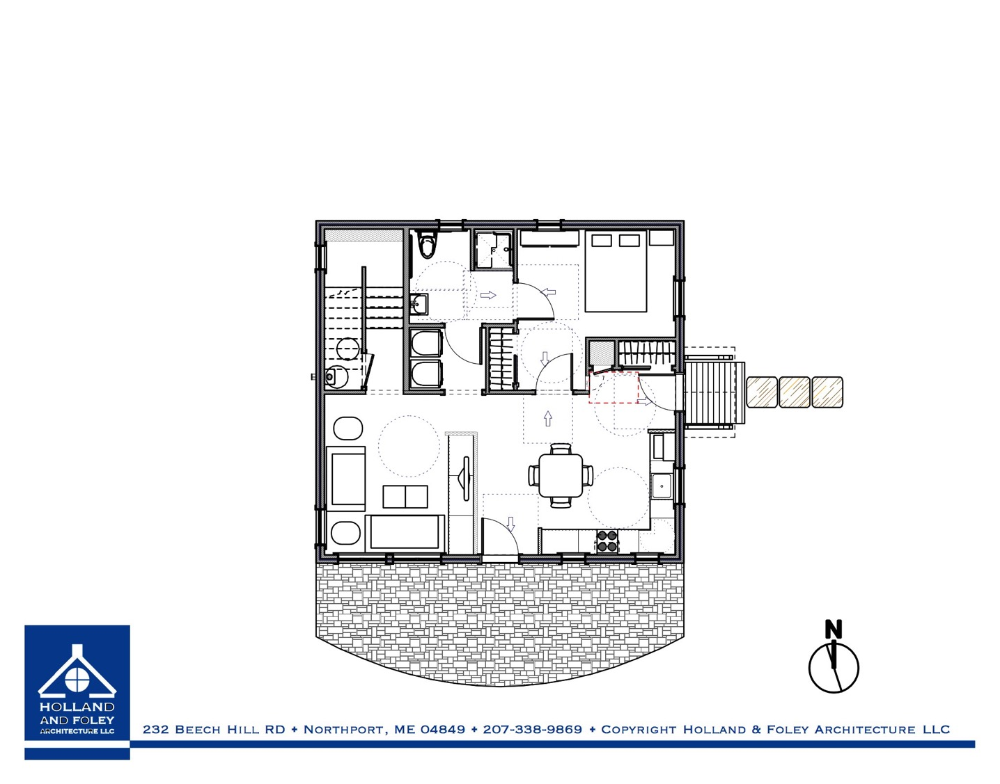 N
HOLLAND
AND FOLEY
ARCHITECTURE LLC
232 BEECH HILL RD + NORTHPORT, ME 04849 + 207-338-9869 + COPYRIGHT HOLLAND & FOLEY ARCHITECTURE LLC